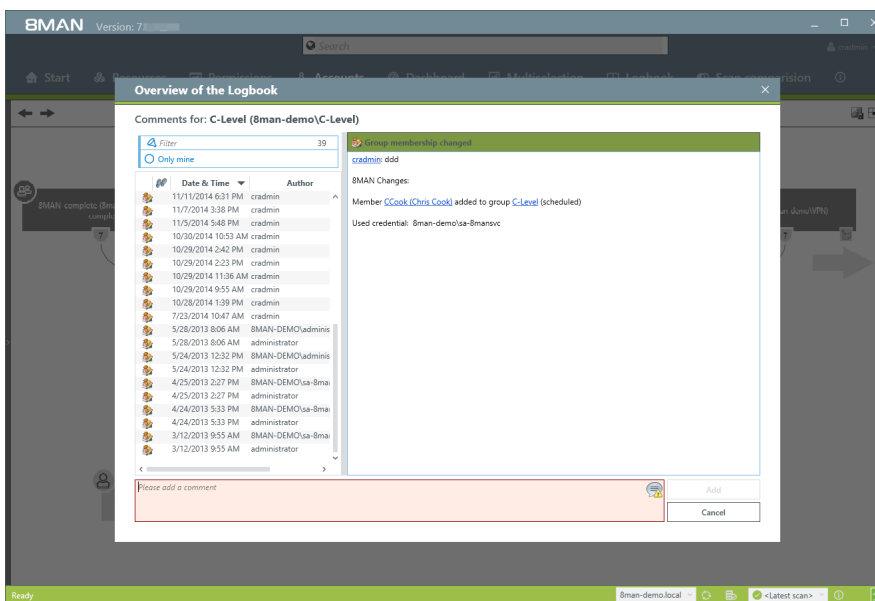 8MAN Version: 7
Search
cradmin
Start Resources Permissions Accounts Dashboard Multiselection Logbook Scan comparision
Overview of the Logbook
Comments for: C-Level (8man-demo\C-Level)
Filter 39
Only mine
Date & Time Author
11/11/2014 6:31 PM cradmin
11/7/2014 3:38 PM cradmin
11/5/2014 5:48 PM cradmin
10/30/2014 10:53 AM cradmin
10/29/2014 2:42 PM cradmin
10/29/2014 2:23 PM cradmin
10/29/2014 11:36 AM cradmin
10/29/2014 9:55 AM cradmin
10/28/2014 1:39 PM cradmin
7/23/2014 10:47 AM cradmin
5/28/2013 8:06 AM 8MAN-DEMO\adminis
5/28/2013 8:06 AM administrator
5/24/2013 12:32 PM 8MAN-DEMO\adminis
5/24/2013 12:32 PM administrator
4/25/2013 2:27 PM 8MAN-DEMO\sa-8mai
4/25/2013 2:27 PM administrator
4/24/2013 5:33 PM 8MAN-DEMO\sa-8mai
4/24/2013 5:33 PM administrator
3/12/2013 9:55 AM 8MAN-DEMO\sa-8mai
3/12/2013 9:55 AM administrator
Group membership changed
cradmin: ddd
8MAN Changes:
Member CCook (Chris Cook) added to group C-Level (scheduled)
Used credential: 8man-demo\sa-8mansvc
8MAN complete (8ma
comple
\VPN)
Please add a comment
Add
Cancel
Ready
8man-demo.local
<Latest scan>